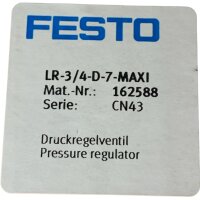 FESTO
LR-3/4-D-7-MAXI
Mat.-Nr.: 162588
Serie: CN43
Druckregelventil
Pressure regulator